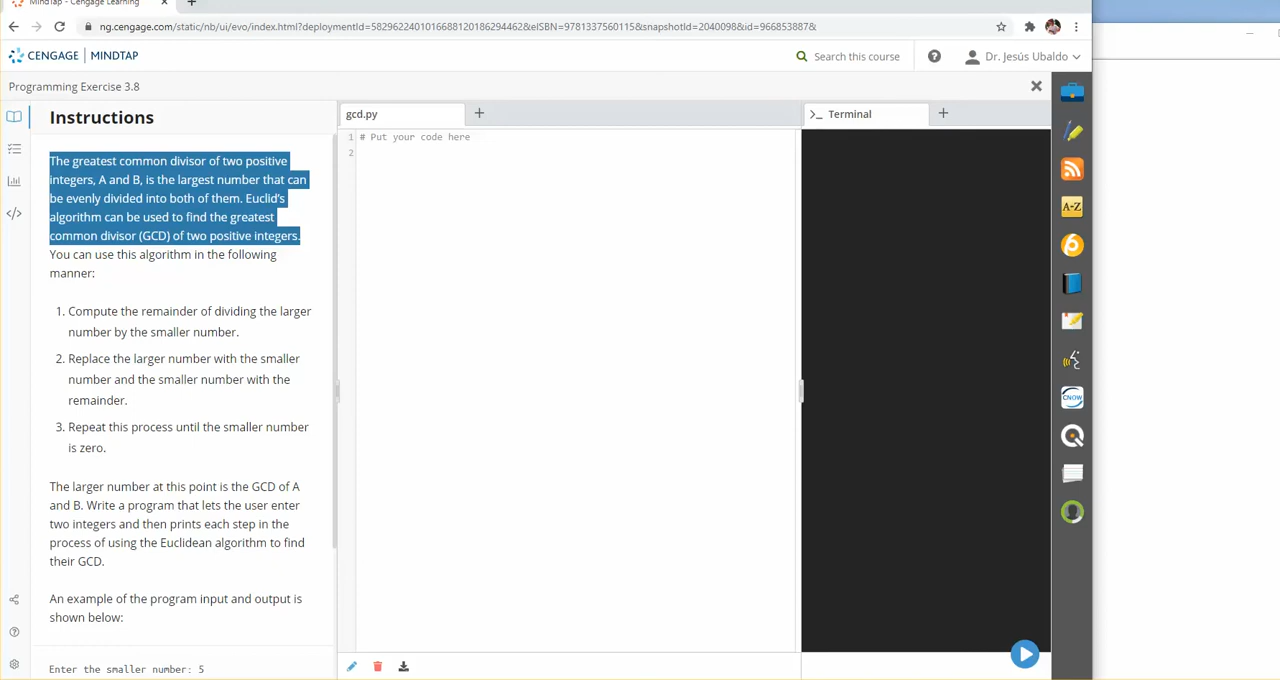 MindTap - Cengage Learning
ng.cengage.com/static/nb/ui/evo/index.html?deploymentId=5829622401016688120186294462&eISBN=9781337560115&snapshotId=2040098&id=966853887&
CENGAGE | MINDTAP
Search this course
Dr. Jesús Ubaldo
Programming Exercise 3.8
Instructions
The greatest common divisor of two positive
integers, A and B, is the largest number that can
be evenly divided into both of them. Euclid's
algorithm can be used to find the greatest
common divisor (GCD) of two positive integers.
You can use this algorithm in the following
manner:
1. Compute the remainder of dividing the larger
number by the smaller number.
2. Replace the larger number with the smaller
number and the smaller number with the
remainder.
3. Repeat this process until the smaller number
is zero.
The larger number at this point is the GCD of A
and B. Write a program that lets the user enter
two integers and then prints each step in the
process of using the Euclidean algorithm to find
their GCD.
An example of the program input and output is
shown below:
Enter the smaller number: 5
gcd.py
1 # Put your code here
2
>_ Terminal
A-Z
CNOW